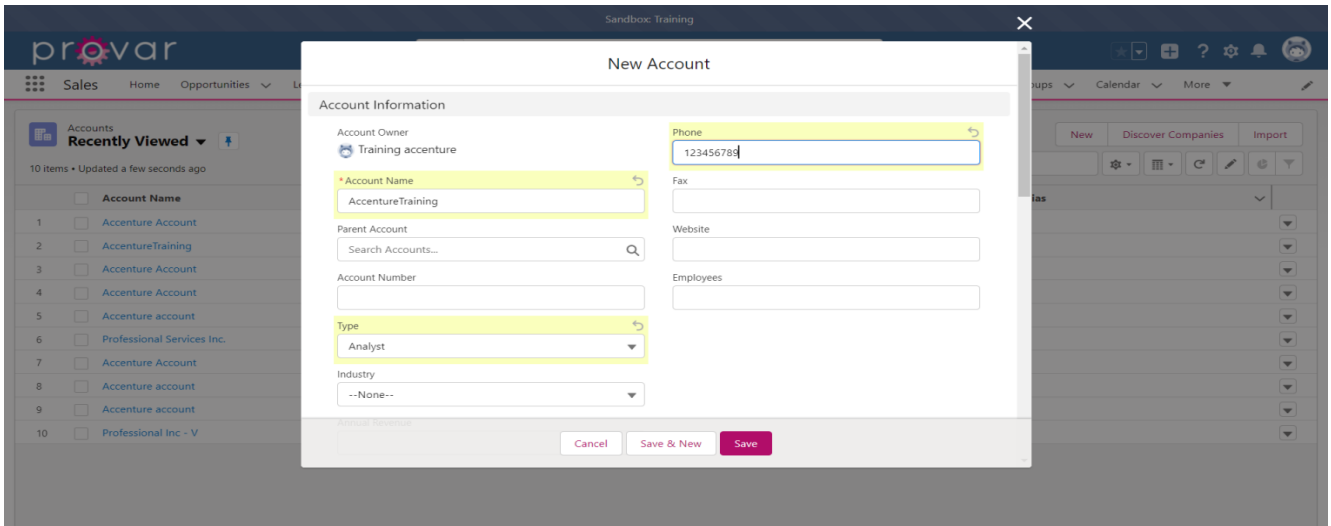 Sandbox: Training
provar
Sales Home Opportunities Le
oups Calendar More
Accounts
Recently Viewed
10 items • Updated a few seconds ago
New Discover Companies Import
Account Name
ias
1 Accenture Account
2 AccentureTraining
3 Accenture Account
4 Accenture Account
5 Accenture account
6 Professional Services Inc.
7 Accenture Account
8 Accenture account
9 Accenture account
10 Professional Inc - V
New Account
Account Information
Account Owner
Training accenture
*Account Name
AccentureTraining
Parent Account
Search Accounts...
Account Number
Type
Analyst
Industry
--None--
Annual Revenue
Phone
123456789
Fax
Website
Employees
Cancel Save & New Save